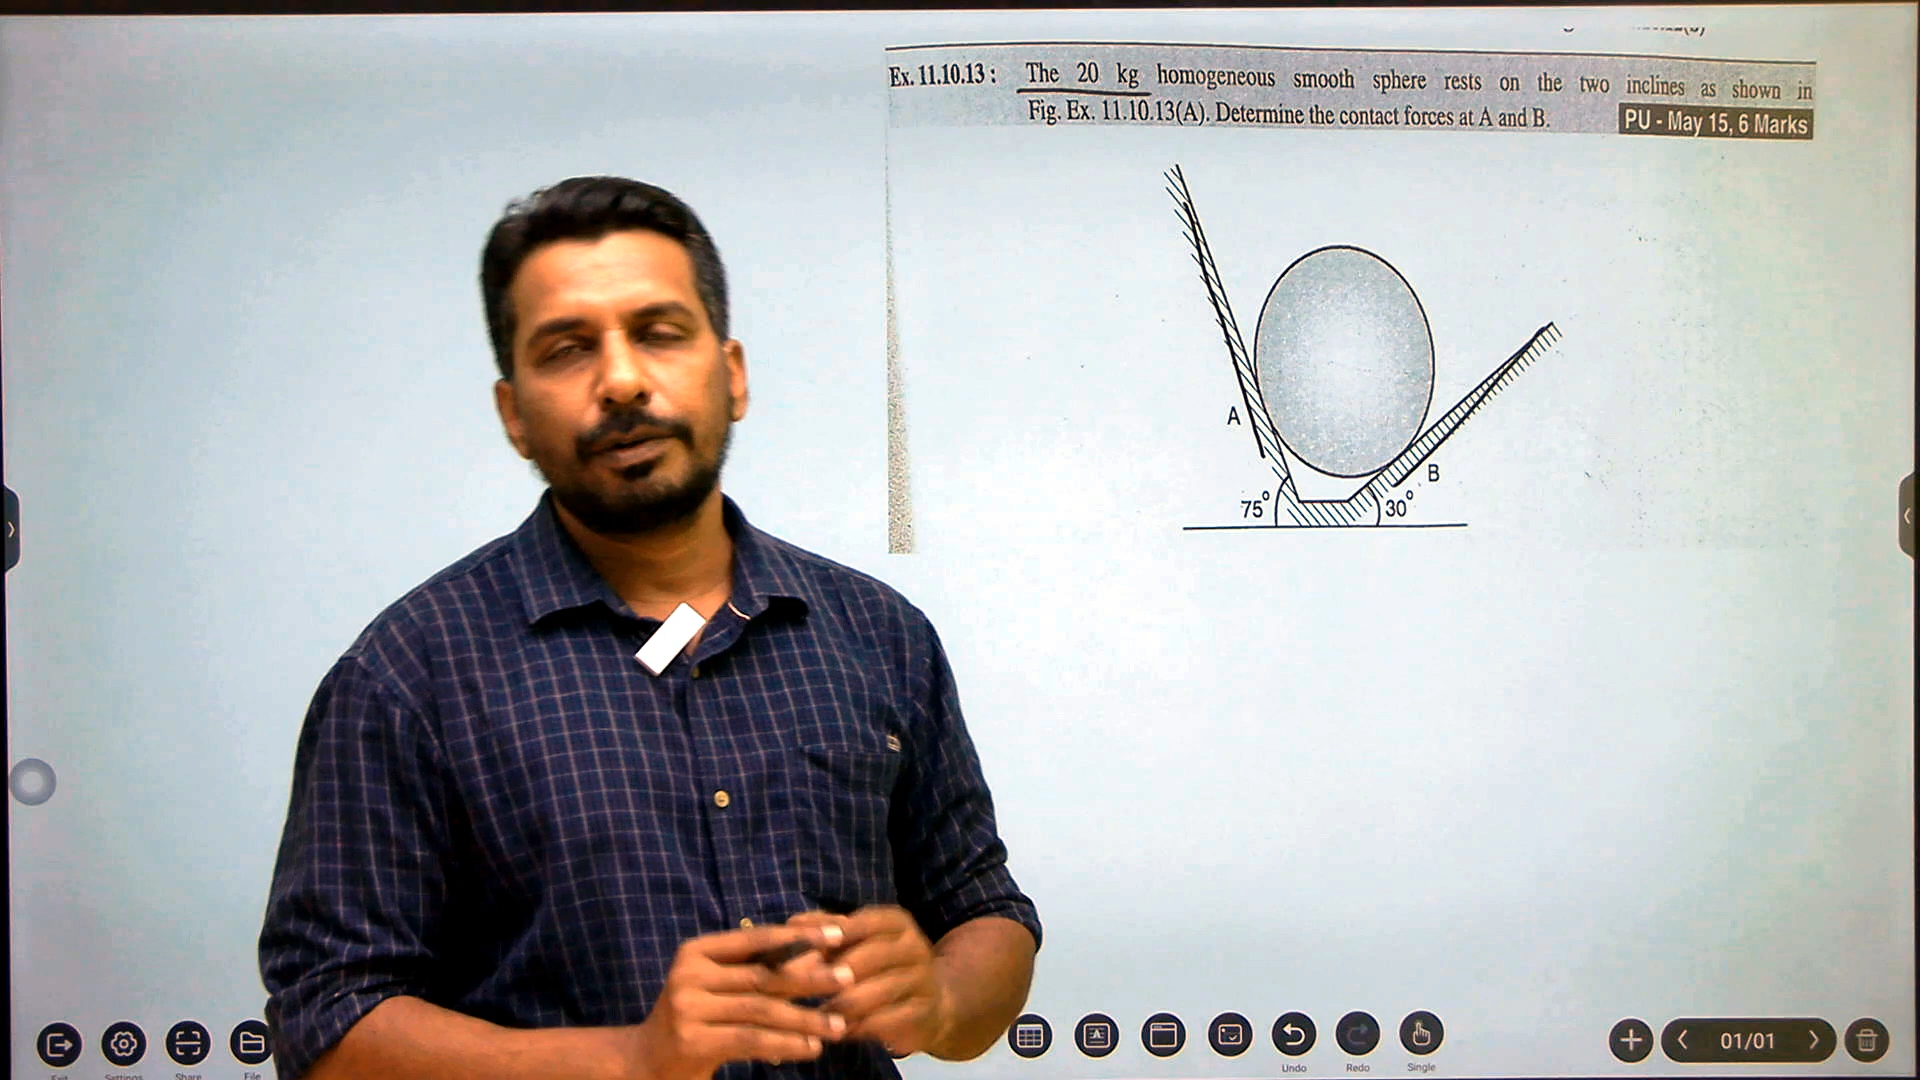 Ex. 11.10.13 : The 20 kg homogeneous smooth sphere rests on the two inclines as shown in
Fig. Ex. 11.10.13(A). Determine the contact forces at A and B.
PU - May 15, 6 Marks
A
B
75°
30°
Exit
Settings
Share
File
Undo
Redo
Single
01/01